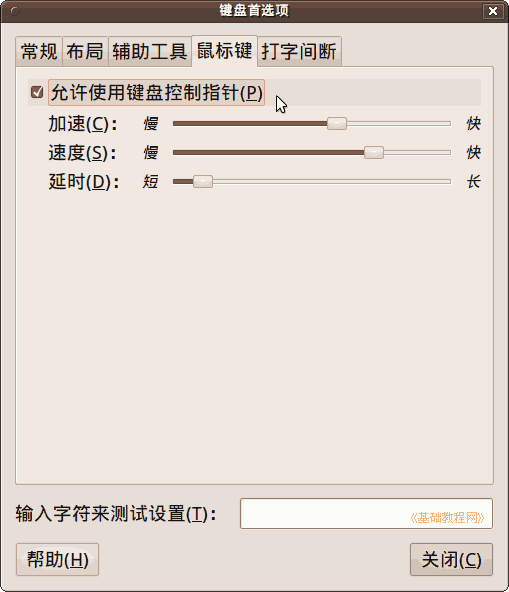 键盘首选项
常规 布局 辅助工具 鼠标键 打字间断
允许使用键盘控制指针(P)
加速(C)： 慢 快
速度(S)： 慢 快
延时(D)： 短 长
输入字符来测试设置(T)：
《基础教程网》
帮助(H) 关闭(C)